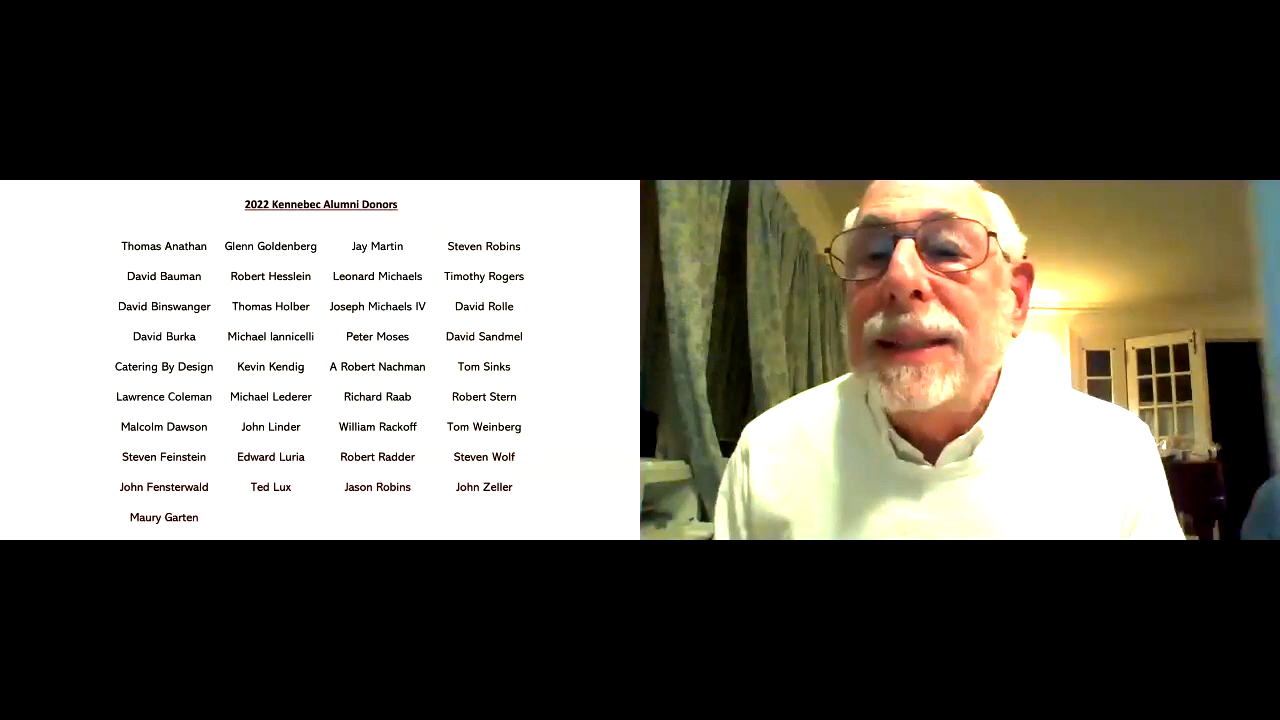 2022 Kennebec Alumni Donors
Thomas Anathan Glenn Goldenberg Jay Martin Steven Robins
David Bauman Robert Hesslein Leonard Michaels Timothy Rogers
David Binswanger Thomas Holber Joseph Michaels IV David Rolle
David Burka Michael Iannicelli Peter Moses David Sandmel
Catering By Design Kevin Kendig A Robert Nachman Tom Sinks
Lawrence Coleman Michael Lederer Richard Raab Robert Stern
Malcolm Dawson John Linder William Rackoff Tom Weinberg
Steven Feinstein Edward Luria Robert Radder Steven Wolf
John Fensterwald Ted Lux Jason Robins John Zeller
Maury Garten